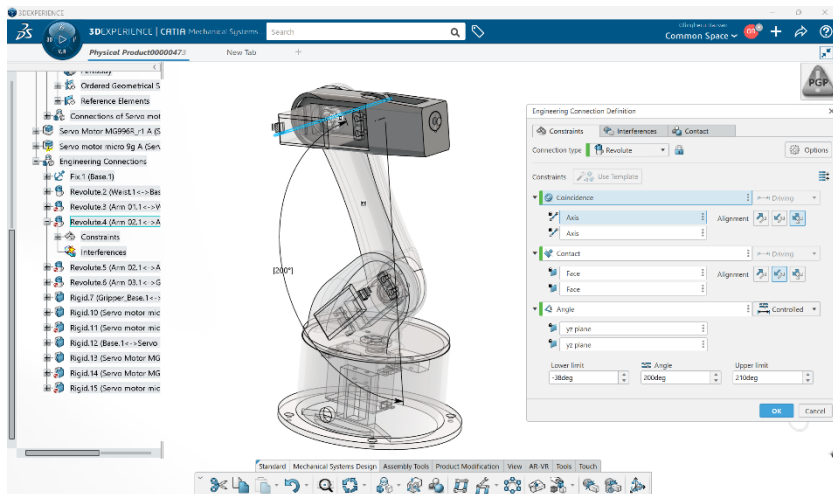 3DEXPERIENCE
3DEXPERIENCE | CATIA Mechanical Systems
Search
Common Space
Physical Product00000473
New Tab
+
PGP
Ordered Geometrical S
Reference Elements
Connections of Servo mot
Servo Motor MG996R_r1 A (S
Servo motor micro 9g A (Serv
Engineering Connections
Fix.1 (Base.1)
Revolute.2 (Waist.1<->Bas
Revolute.3 (Arm 01.1<->W
Revolute.4 (Arm 02.1<->A
Constraints
Interferences
Revolute.5 (Arm 02.1<->A
Revolute.6 (Arm 03.1<->G
Rigid.7 (Gripper_Base.1<->
Rigid.10 (Servo motor mic
Rigid.11 (Servo motor mic
Rigid.12 (Base.1<->Servo
Rigid.13 (Servo Motor MG
Rigid.14 (Servo Motor MG
Rigid.15 (Servo motor mic
[200°]
Engineering Connection Definition
Constraints Interferences Contact
Connection type Revolute Options
Constraints Use Template
Coincidence Driving
Axis Alignment
Axis
Contact Driving
Face Alignment
Face
Angle Controlled
yz plane
yz plane
Lower limit Angle Upper limit
-38deg 200deg 210deg
OK Cancel
Standard Mechanical Systems Design Assembly Tools Product Modification View AR-VR Tools Touch